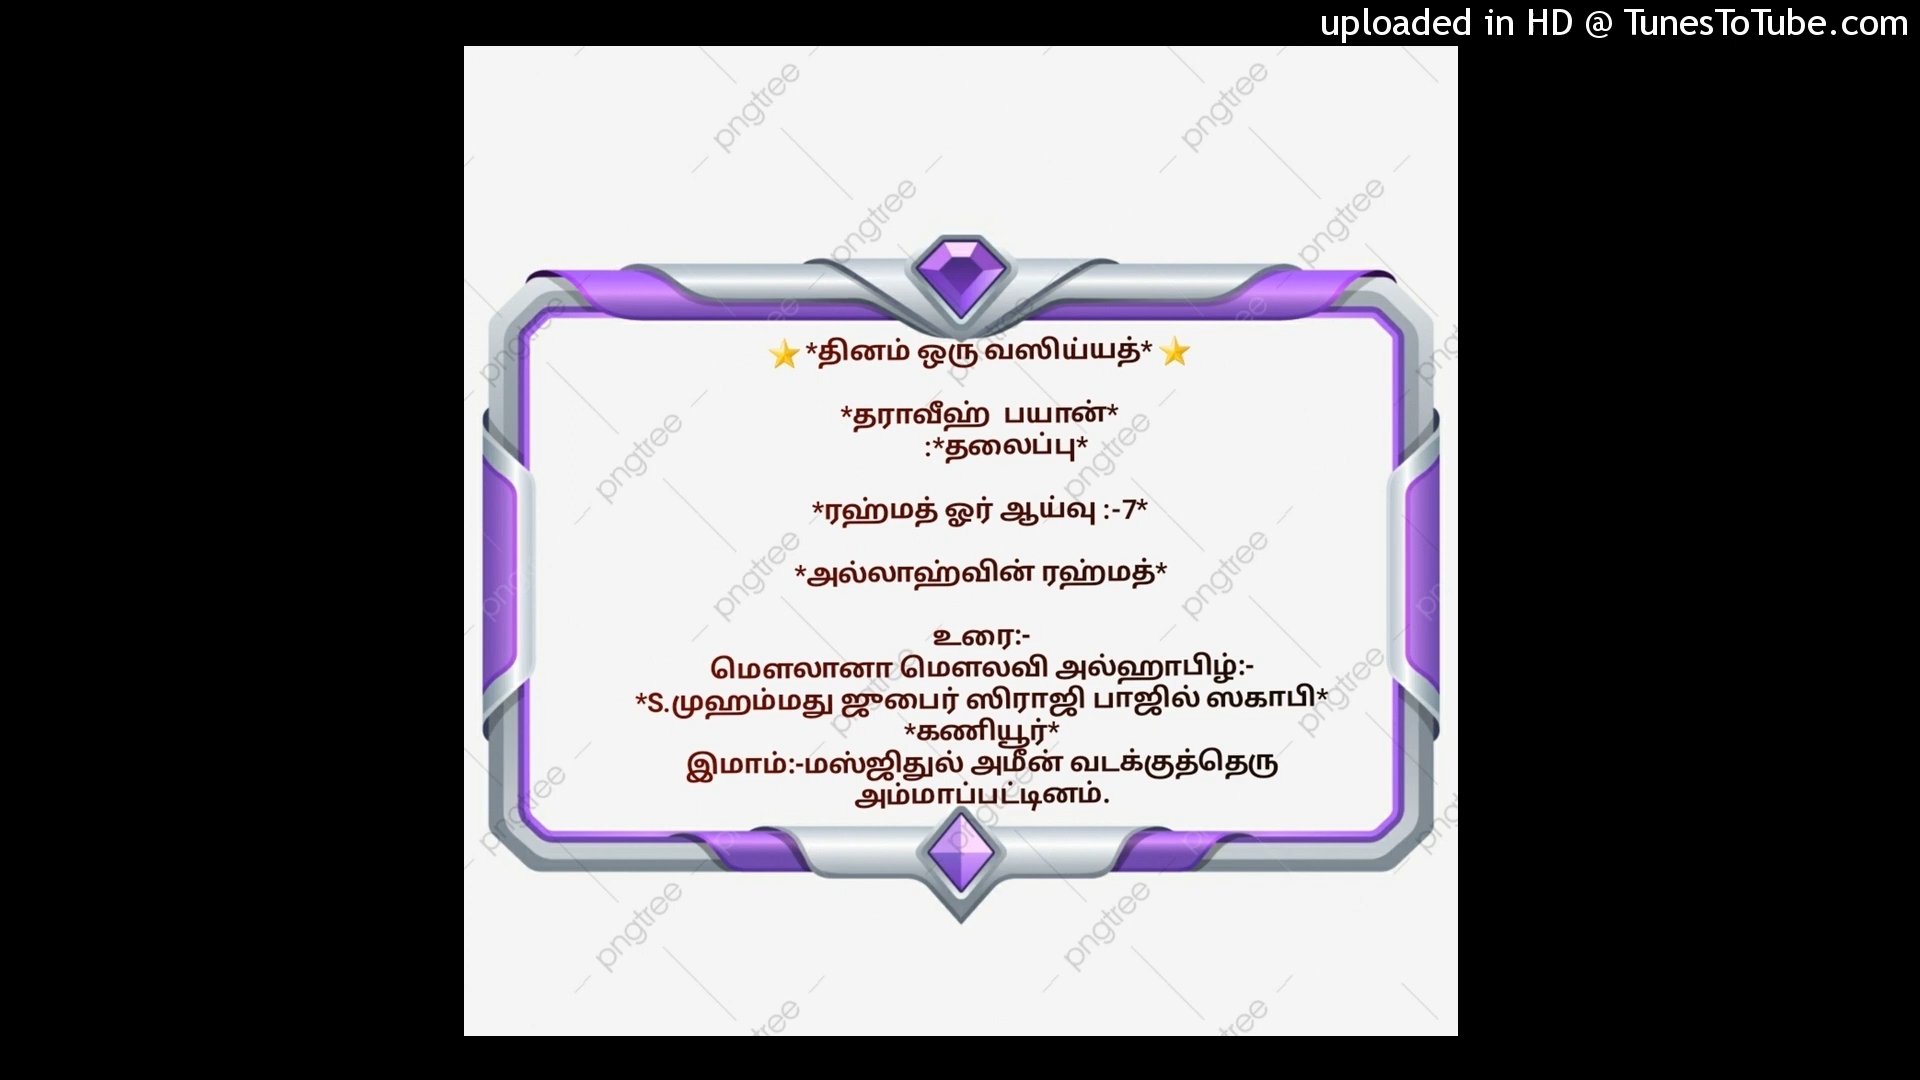 uploaded in HD @ TunesToTube.com
⭐*தினம் ஒரு வஸிய்யத்*⭐
*தராவீஹ் பயான்*
:*தலைப்பு*
*ரஹ்மத் ஓர் ஆய்வு :-7*
*அல்லாஹ்வின் ரஹ்மத்*
உரை:-
மௌலானா மௌலவி அல்ஹாபிழ்:-
*S.முஹம்மது ஜுபைர் ஸிராஜி பாஜில் ஸகாபி*
*கணியூர்*
இமாம்:-மஸ்ஜிதுல் அமீன் வடக்குத்தெரு
அம்மாப்பட்டினம்.
pngtree